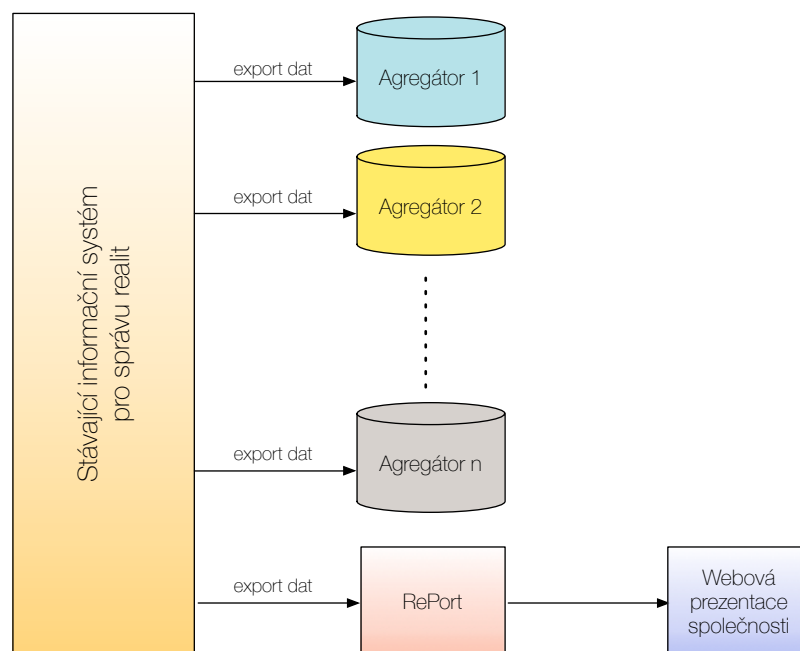 Stávající informační systém
pro správu realit
export dat
Agregátor 1
export dat
Agregátor 2
export dat
Agregátor n
export dat
RePort
Webová
prezentace
společnosti